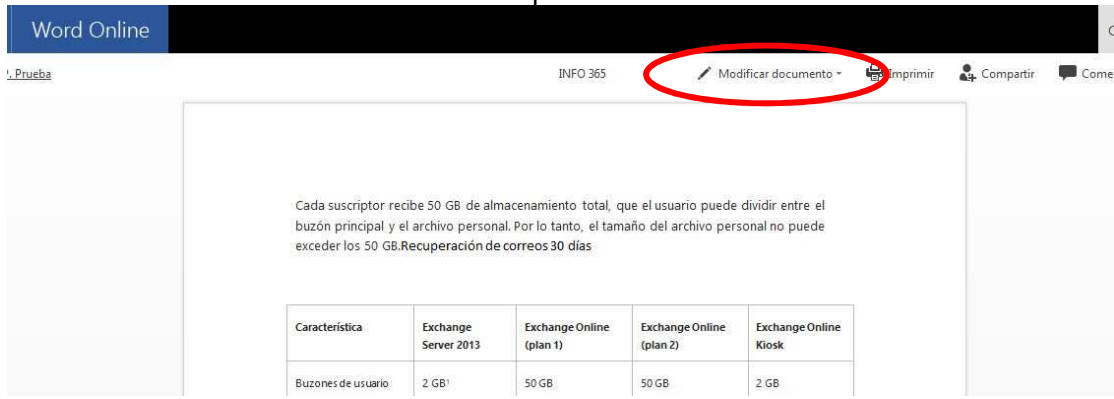 Word Online
. Prueba
INFO 365
Modificar documento
Imprimir
Compartir
Come
Cada suscriptor recibe 50 GB de almacenamiento total, que el usuario puede dividir entre el
buzón principal y el archivo personal. Por lo tanto, el tamaño del archivo personal no puede
exceder los 50 GB.Recuperación de correos 30 días
Característica
Exchange
Server 2013
Exchange Online
(plan 1)
Exchange Online
(plan 2)
Exchange Online
Kiosk
Buzones de usuario
2 GB¹
50 GB
50 GB
2 GB